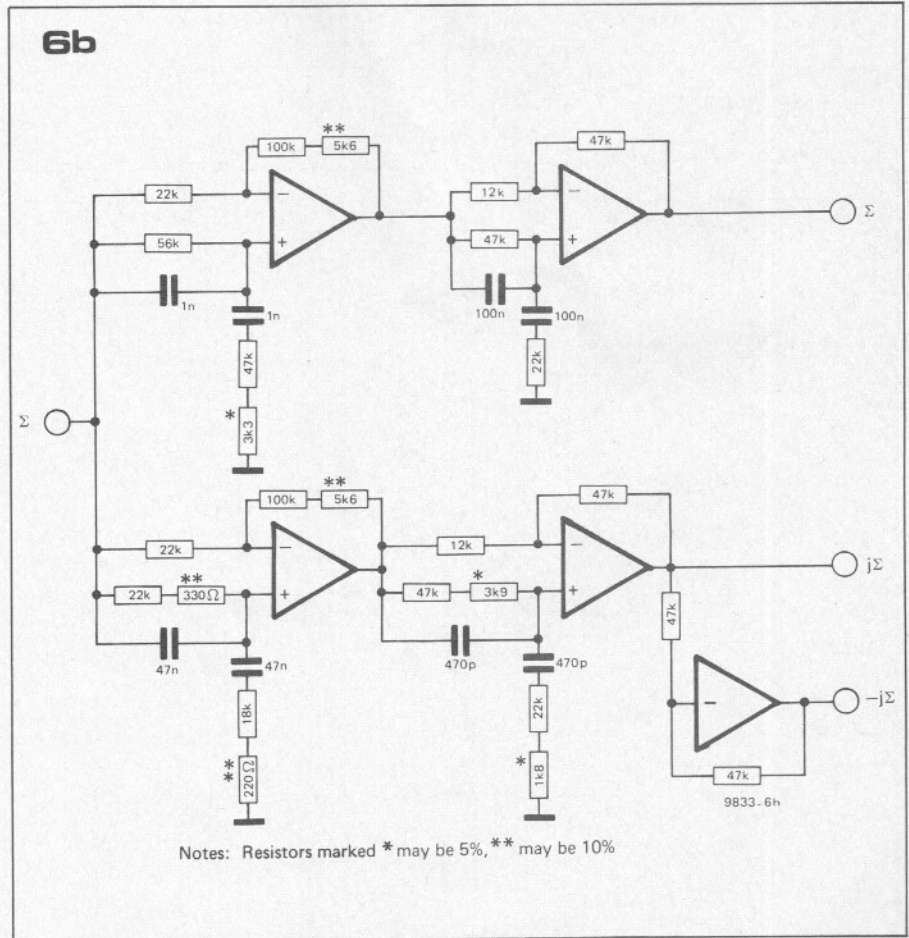 6b
**
100k
5k6
47k
22k
12k
Σ
56k
47k
1n
1n
100n
100n
47k
22k
*
3k3
Σ
**
100k
5k6
47k
22k
12k
jΣ
**
*
22k
330Ω
47k
3k9
47k
47n
47n
470p
470p
18k
22k
-jΣ
**
220Ω
*
1k8
47k
9833-6b
Notes: Resistors marked * may be 5%, ** may be 10%